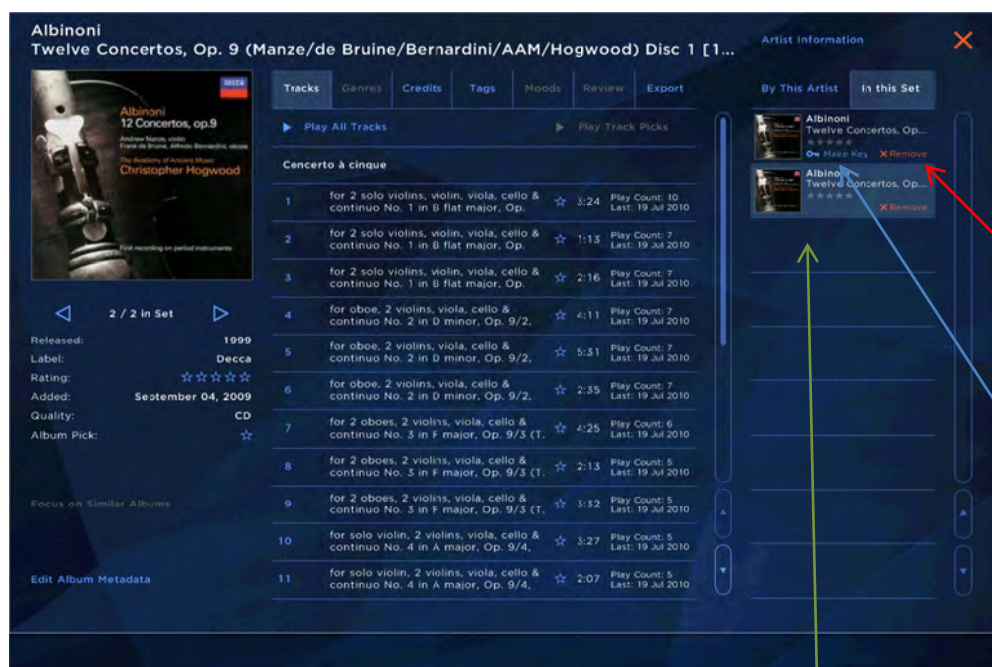 Albinoni
Twelve Concertos, Op. 9 (Manze/de Bruine/Bernardini/AAM/Hogwood) Disc 1 [1...
Artist Information
DECCA
Albinoni
12 Concertos, op.9
Andrew Manze, violin
Frank de Bruine, Alfredo Bernardini, oboes
The Academy of Ancient Music
Christopher Hogwood
First recording on period instruments
2 / 2 in Set
Released: 1999
Label: Decca
Rating:
Added: September 04, 2009
Quality: CD
Album Pick:
Focus on Similar Albums
Edit Album Metadata
Tracks Genres Credits Tags Moods Review Export
Play All Tracks Play Track Picks
Concerto à cinque
1 for 2 solo violins, violin, viola, cello & 3:24 Play Count: 10
continuo No. 1 in B flat major, Op. Last: 19 Jul 2010
2 for 2 solo violins, violin, viola, cello & 1:13 Play Count: 7
continuo No. 1 in B flat major, Op. Last: 19 Jul 2010
3 for 2 solo violins, violin, viola, cello & 2:16 Play Count: 7
continuo No. 1 in B flat major, Op. Last: 19 Jul 2010
4 for oboe, 2 violins, viola, cello & 4:11 Play Count: 7
continuo No. 2 in D minor, Op. 9/2, Last: 19 Jul 2010
5 for oboe, 2 violins, viola, cello & 5:31 Play Count: 7
continuo No. 2 in D minor, Op. 9/2, Last: 19 Jul 2010
6 for oboe, 2 violins, viola, cello & 2:35 Play Count: 7
continuo No. 2 in D minor, Op. 9/2, Last: 19 Jul 2010
7 for 2 oboes, 2 violins, viola, cello & 4:25 Play Count: 6
continuo No. 3 in F major, Op. 9/3 (T. Last: 19 Jul 2010
8 for 2 oboes, 2 violins, viola, cello & 2:13 Play Count: 5
continuo No. 3 in F major, Op. 9/3 (T. Last: 19 Jul 2010
9 for 2 oboes, 2 violins, viola, cello & 3:32 Play Count: 5
continuo No. 3 in F major, Op. 9/3 (T. Last: 19 Jul 2010
10 for solo violin, 2 violins, viola, cello & 3:27 Play Count: 5
continuo No. 4 in A major, Op. 9/4, Last: 19 Jul 2010
11 for solo violin, 2 violins, viola, cello & 2:07 Play Count: 5
continuo No. 4 in A major, Op. 9/4, Last: 19 Jul 2010
By This Artist In this Set
Albinoni
Twelve Concertos, Op...
Make Key Remove
Albinoni
Twelve Concertos, Op...
Remove